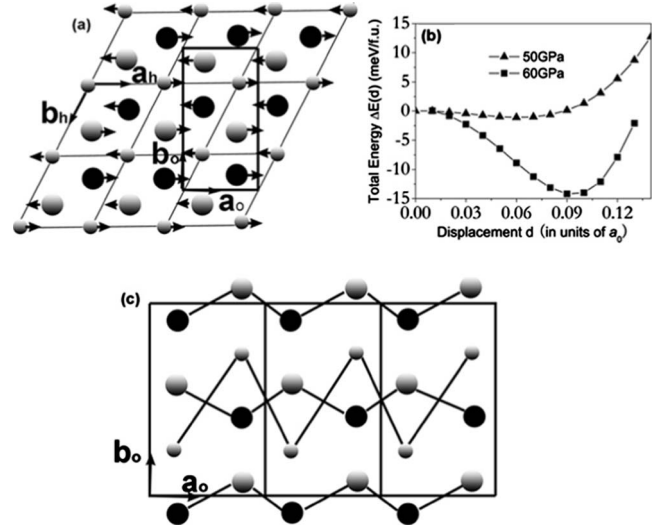 (a)
a_h
b_h
b_o
a_o
(b)
50GPa
60GPa
Total Energy ΔE(d) (meV/f.u.)
15
10
5
0
-5
-10
-15
0.00 0.03 0.06 0.09 0.12
Displacement d (in units of a_0)
(c)
b_o
a_o